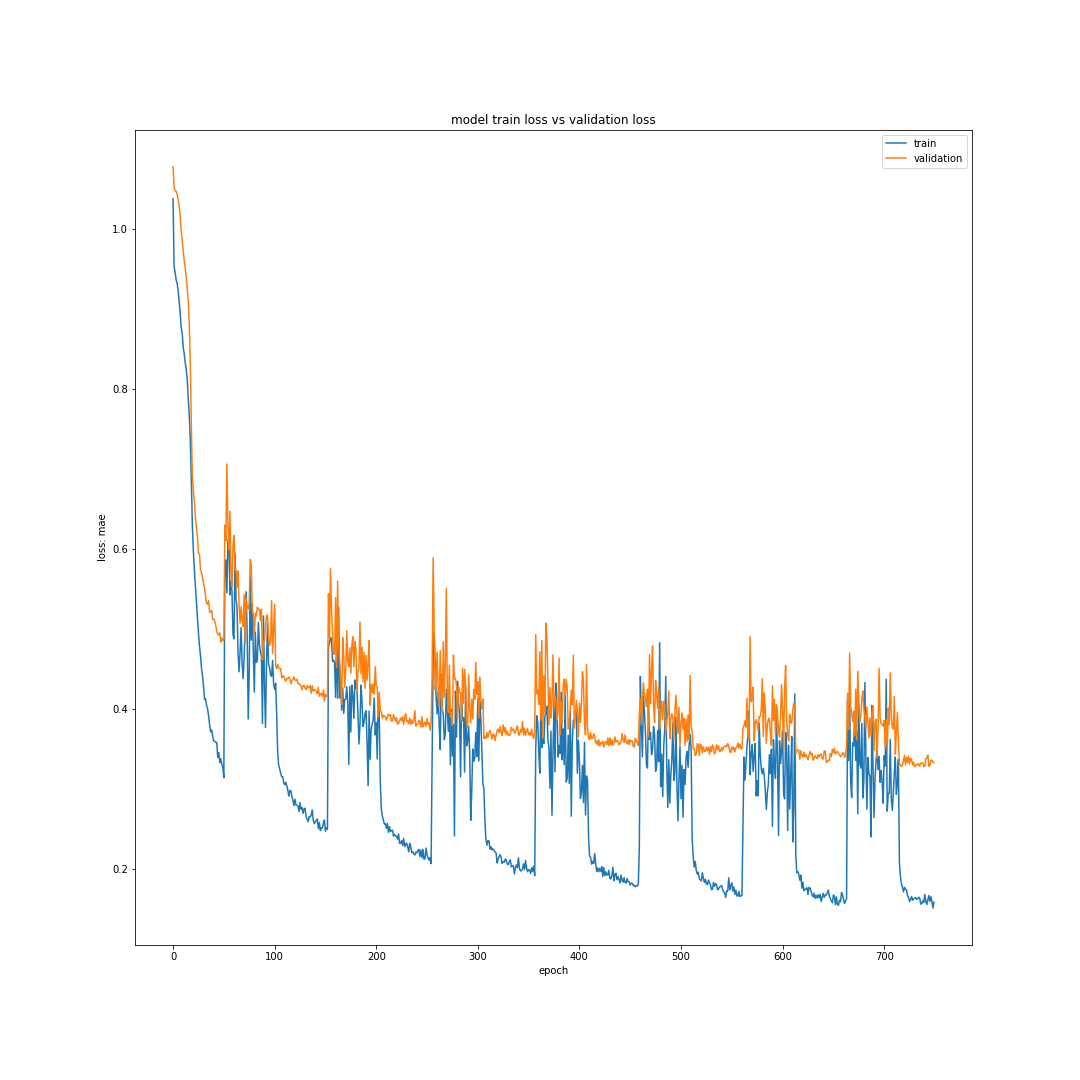 model train loss vs validation loss
train
validation
loss: mae
1.0
0.8
0.6
0.4
0.2
0 100 200 300 400 500 600 700
epoch